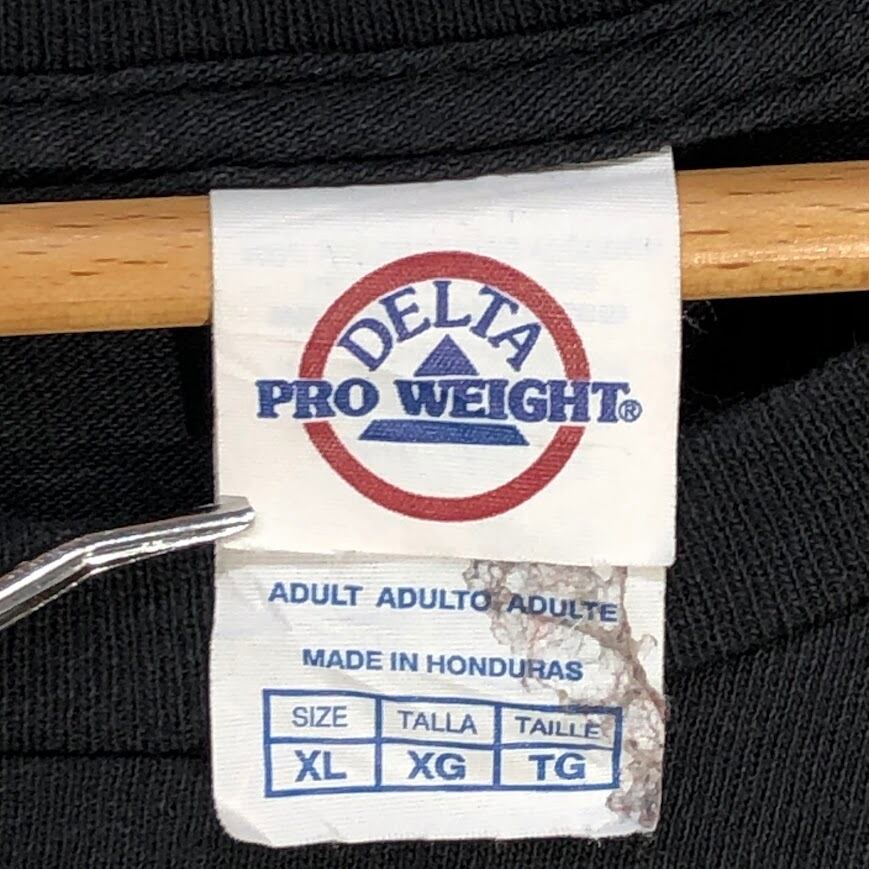 DELTA
PRO WEIGHT®
ADULT ADULTO ADULTE
MADE IN HONDURAS
SIZE TALLA TAILLE
XL XG TG